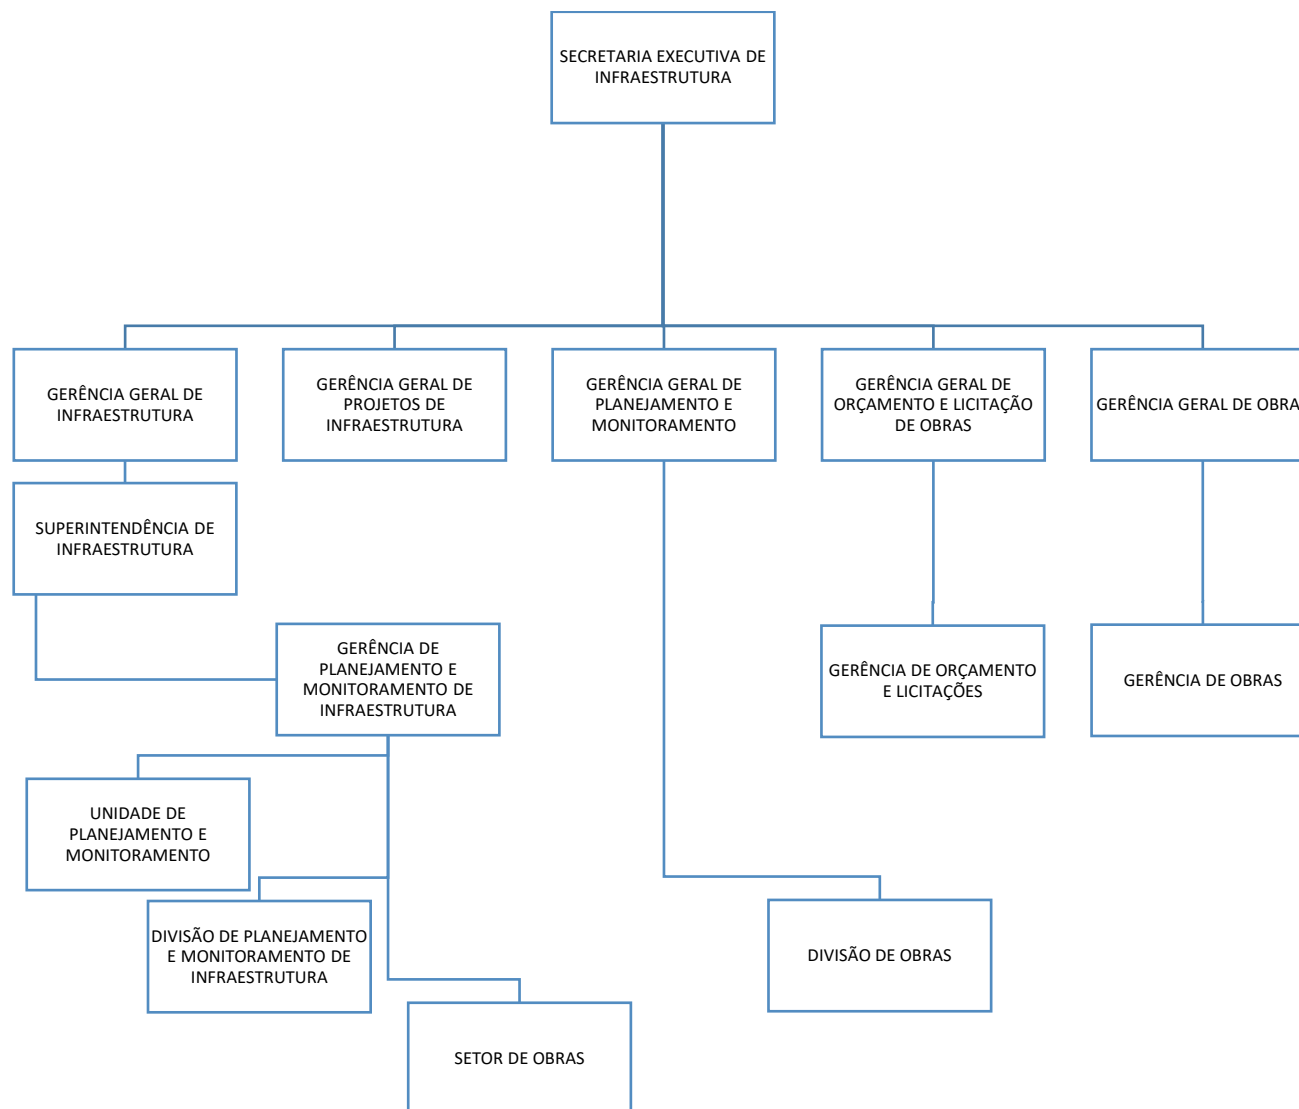 SECRETARIA EXECUTIVA DE
INFRAESTRUTURA
GERÊNCIA GERAL DE
INFRAESTRUTURA
GERÊNCIA GERAL DE
PROJETOS DE
INFRAESTRUTURA
GERÊNCIA GERAL DE
PLANEJAMENTO E
MONITORAMENTO
GERÊNCIA GERAL DE
ORÇAMENTO E LICITAÇÃO
DE OBRAS
GERÊNCIA GERAL DE OBRA
SUPERINTENDÊNCIA DE
INFRAESTRUTURA
GERÊNCIA DE
PLANEJAMENTO E
MONITORAMENTO DE
INFRAESTRUTURA
GERÊNCIA DE ORÇAMENTO
E LICITAÇÕES
GERÊNCIA DE OBRAS
UNIDADE DE
PLANEJAMENTO E
MONITORAMENTO
DIVISÃO DE PLANEJAMENTO
E MONITORAMENTO DE
INFRAESTRUTURA
DIVISÃO DE OBRAS
SETOR DE OBRAS